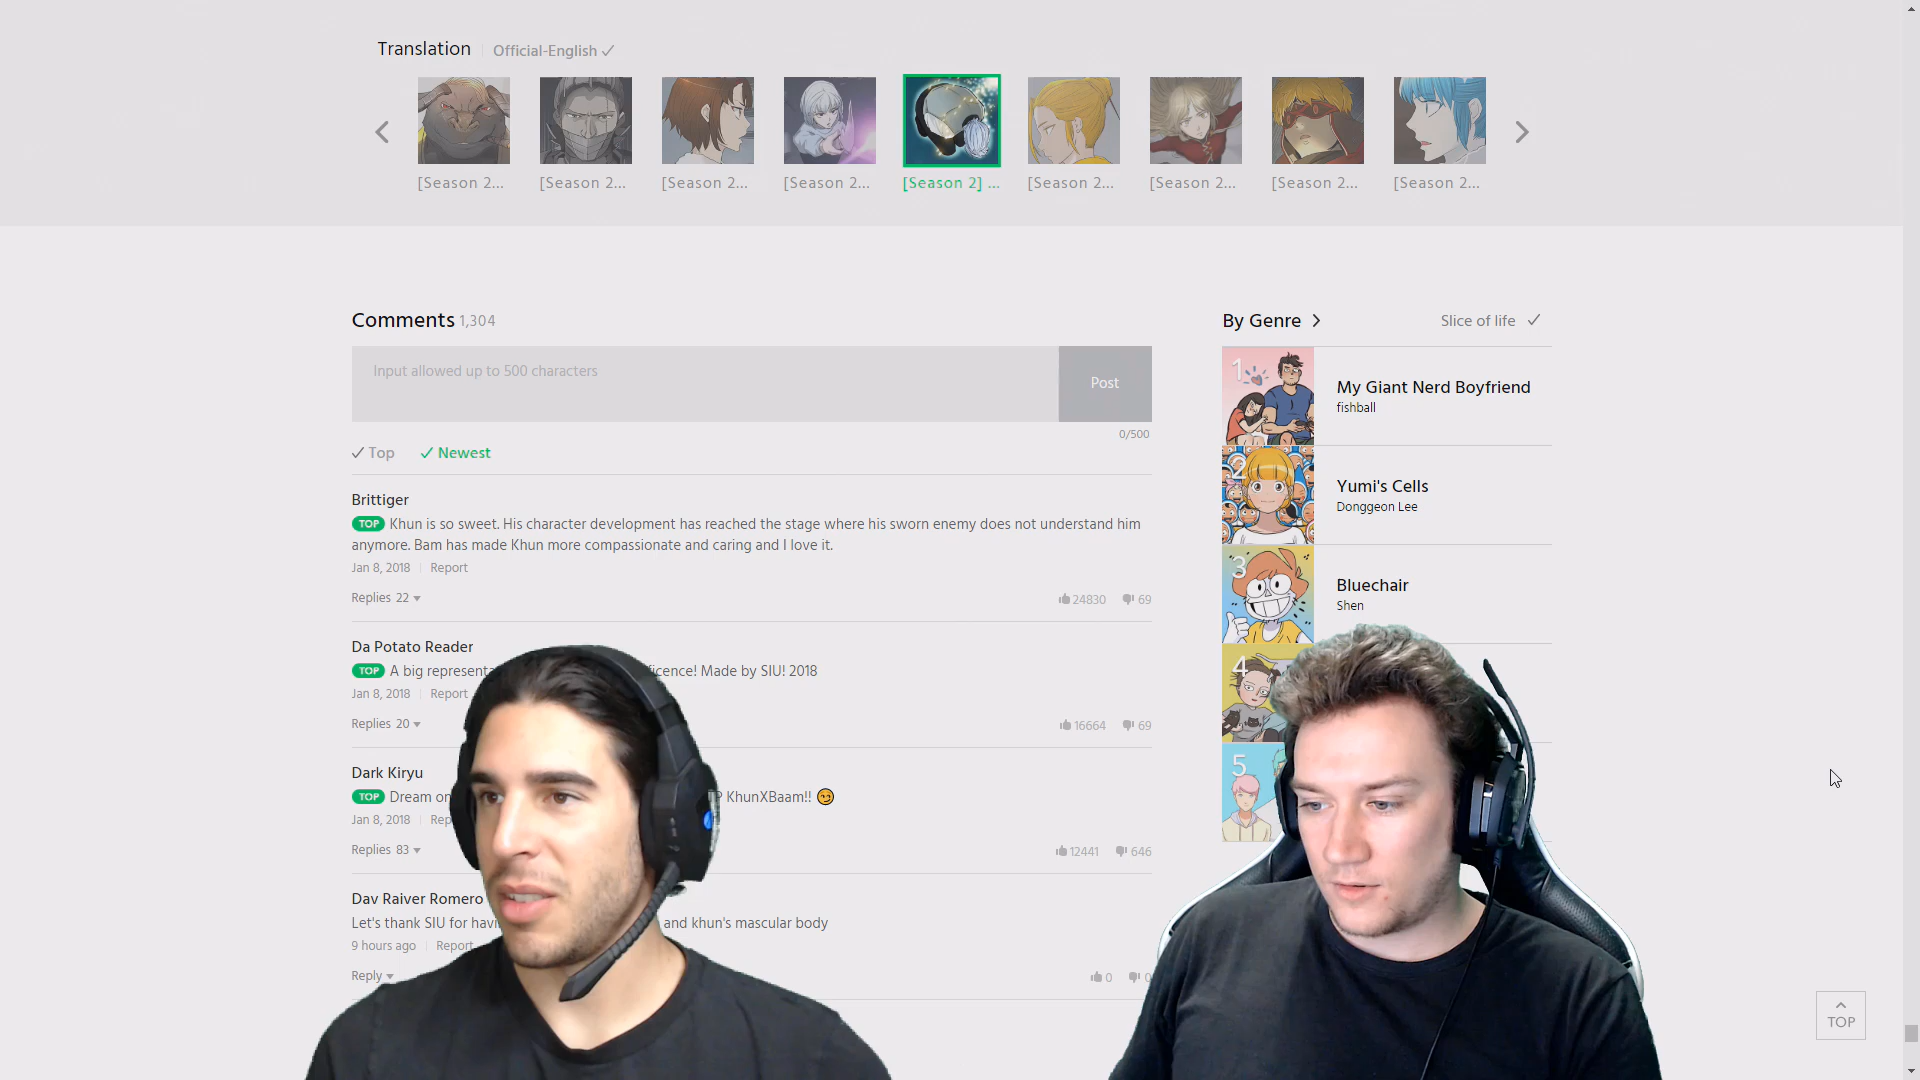 Translation Official-English
[Season 2... [Season 2... [Season 2... [Season 2... [Season 2] ... [Season 2... [Season 2... [Season 2... [Season 2...
Comments 1,304
Input allowed up to 500 characters
Post
0/500
Top Newest
Brittiger
TOP Khun is so sweet. His character development has reached the stage where his sworn enemy does not understand him
anymore. Bam has made Khun more compassionate and caring and I love it.
Jan 8, 2018 Report
Replies 22
24830 69
Da Potato Reader
TOP A big Made by SIU! 2018
Jan 8, 2018 Report
Replies 20
16664 69
Dark Kiryu
TOP Dream KhunXBaam!! 😏
Jan 8, 2018
Replies 83
12441 646
Dav Raiver Romero
Let's thank SIU for and khun's mascular body
9 hours ago Report
Reply
0 0
By Genre Slice of life
1
My Giant Nerd Boyfriend
fishball
2
Yumi's Cells
Donggeon Lee
3
Bluechair
Shen
4
5
TOP